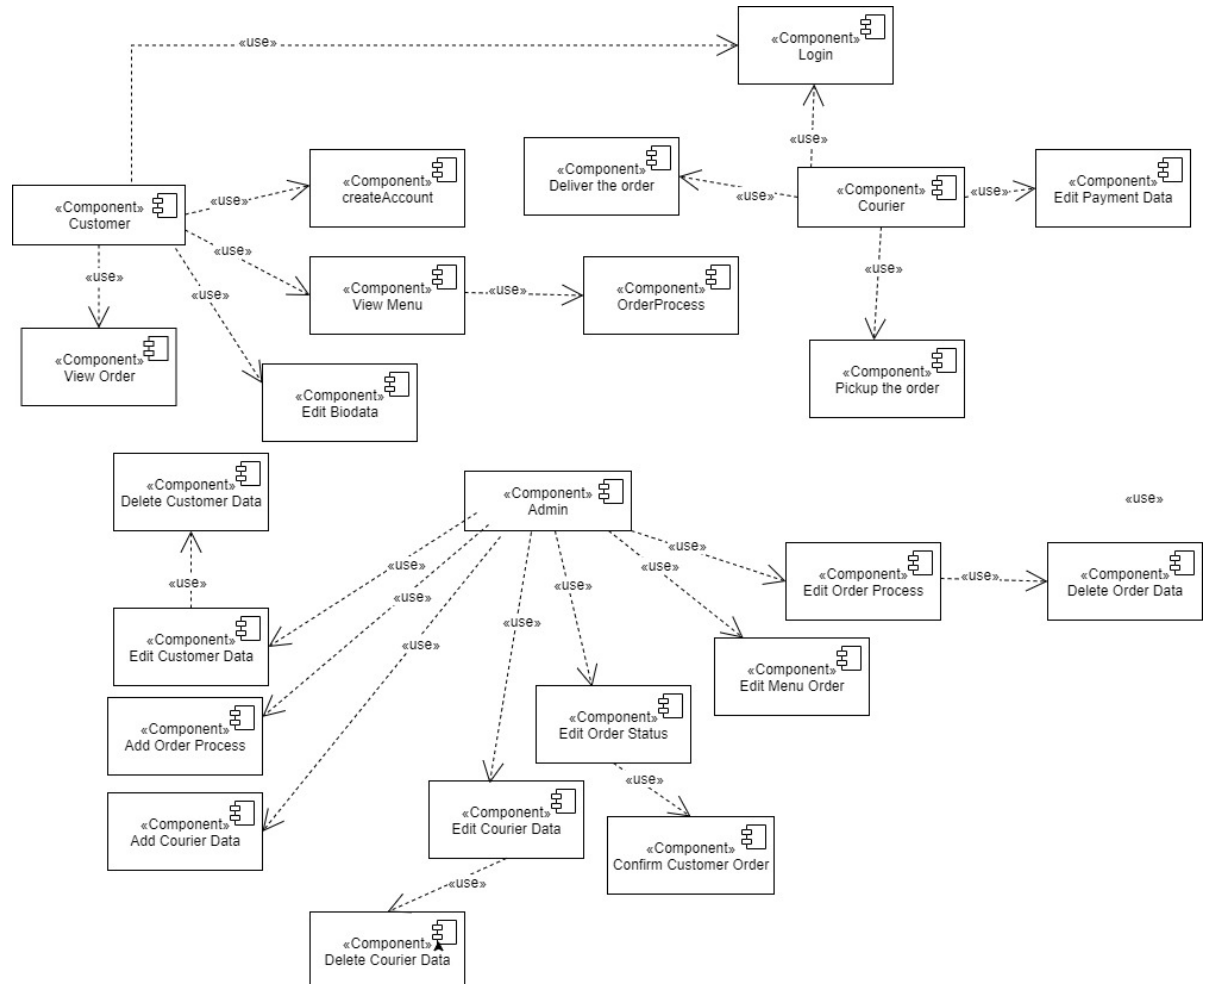 «Component»
Login
«use»
«use»
«Component»
Deliver the order
«Component»
createAccount
«Component»
Edit Payment Data
«Component»
Customer
«use»
«use»
«Component»
Courier
«use»
«use»
«use»
«use»
«use»
«Component»
View Menu
«use»
«Component»
OrderProcess
«use»
«Component»
View Order
«Component»
Edit Biodata
«Component»
Pickup the order
«Component»
Delete Customer Data
«Component»
Admin
«use»
«use»
«use»
«use»
«use»
«use»
«Component»
Edit Order Process
«use»
«Component»
Delete Order Data
«use»
«use»
«use»
«Component»
Edit Customer Data
«use»
«Component»
Edit Menu Order
«Component»
Add Order Process
«Component»
Edit Order Status
«use»
«Component»
Add Courier Data
«Component»
Edit Courier Data
«Component»
Confirm Customer Order
«use»
«Component»
Delete Courier Data